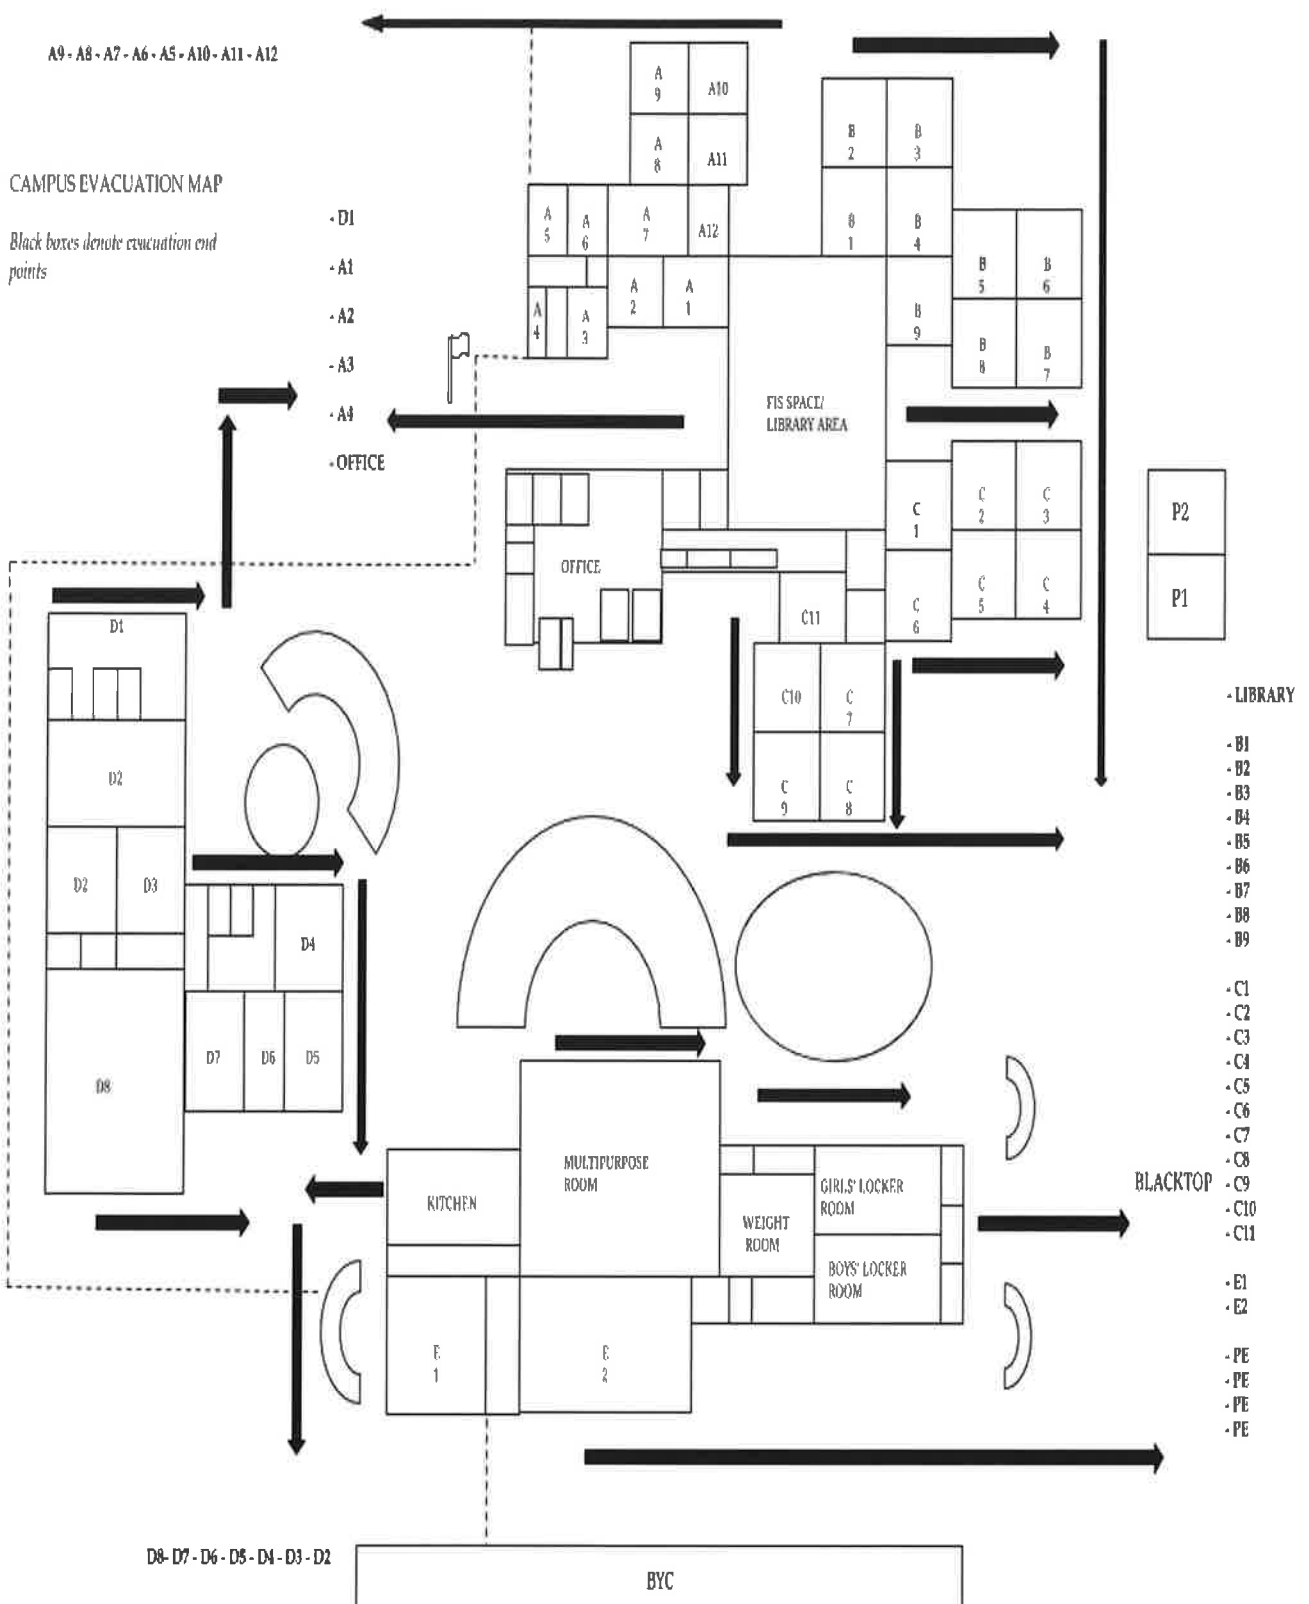 A9 - A8 - A7 - A6 - A5 - A10 - A11 - A12
CAMPUS EVACUATION MAP
Black boxes denote evacuation end
points
- D1
- A1
- A2
- A3
- A4
- OFFICE
A
9
A10
A
8
A11
A
5
A
6
A
7
A12
A
4
A
3
A
2
A
1
B
2
B
3
B
1
B
4
B
5
B
6
B
9
B
8
B
7
FIS SPACE/
LIBRARY AREA
C
1
C
2
C
3
C
6
C
5
C
4
P2
P1
OFFICE
C11
C10
C
7
C
9
C
8
D1
D2
D2
D3
D4
D7
D6
D5
D8
KITCHEN
MULTIPURPOSE
ROOM
WEIGHT
ROOM
GIRLS' LOCKER
ROOM
BOYS' LOCKER
ROOM
E
1
E
2
BLACKTOP
- LIBRARY
- B1
- B2
- B3
- B4
- B5
- B6
- B7
- B8
- B9
- C1
- C2
- C3
- C4
- C5
- C6
- C7
- C8
- C9
- C10
- C11
- E1
- E2
- PE
- PE
- PE
- PE
D8- D7 - D6 - D5 - D4 - D3 - D2
BYC